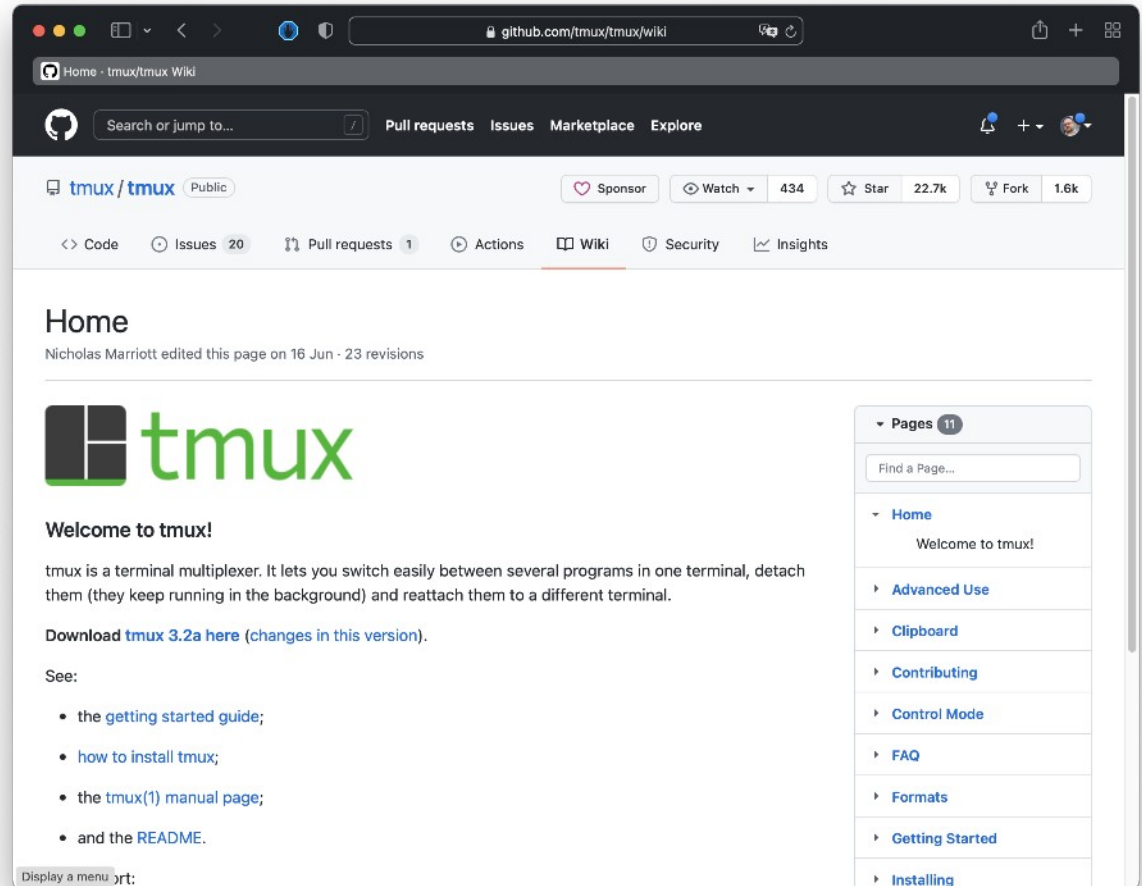 github.com/tmux/tmux/wiki
Home · tmux/tmux Wiki
Search or jump to... / Pull requests Issues Marketplace Explore
tmux / tmux Public
Sponsor Watch 434 Star 22.7k Fork 1.6k
<> Code Issues 20 Pull requests 1 Actions Wiki Security Insights
Home
Nicholas Marriott edited this page on 16 Jun · 23 revisions
tmux
Welcome to tmux!
tmux is a terminal multiplexer. It lets you switch easily between several programs in one terminal, detach
them (they keep running in the background) and reattach them to a different terminal.
Download tmux 3.2a here (changes in this version).
See:
• the getting started guide;
• how to install tmux;
• the tmux(1) manual page;
• and the README.
Display a menu
Pages 11
Find a Page...
Home
Welcome to tmux!
Advanced Use
Clipboard
Contributing
Control Mode
FAQ
Formats
Getting Started
Installing